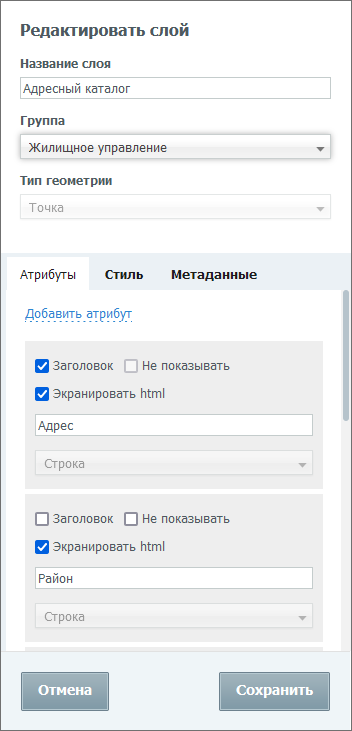 Редактировать слой
Название слоя
Адресный каталог
Группа
Жилищное управление
Тип геометрии
Точка
Атрибуты Стиль Метаданные
Добавить атрибут
Заголовок Не показывать
Экранировать html
Адрес
Строка
Заголовок Не показывать
Экранировать html
Район
Строка
Отмена Сохранить